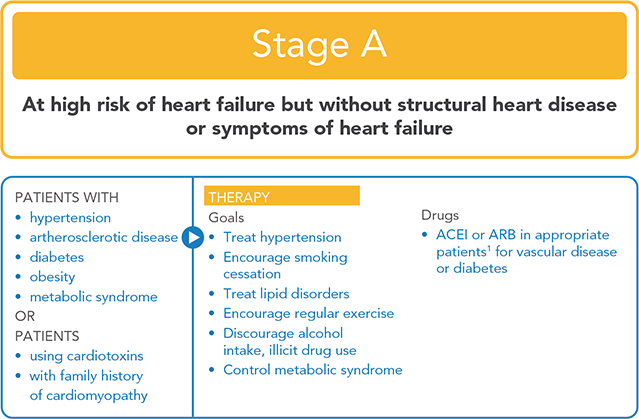 Stage A
At high risk of heart failure but without structural heart disease
or symptoms of heart failure
PATIENTS WITH
• hypertension
• artherosclerotic disease
• diabetes
• obesity
• metabolic syndrome
OR
PATIENTS
• using cardiotoxins
• with family history
of cardiomyopathy
THERAPY
Goals
• Treat hypertension
• Encourage smoking
cessation
• Treat lipid disorders
• Encourage regular exercise
• Discourage alcohol
intake, illicit drug use
• Control metabolic syndrome
Drugs
• ACEI or ARB in appropriate
patients¹ for vascular disease
or diabetes